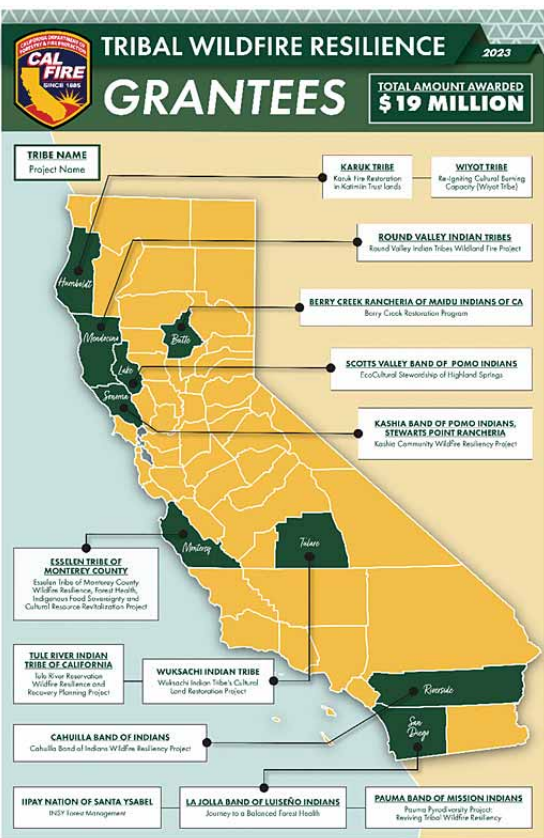 CALIFORNIA DEPARTMENT OF
FORESTRY & FIRE PROTECTION
CAL
FIRE
SINCE 1885
TRIBAL WILDFIRE RESILIENCE
2023
GRANTEES
TOTAL AMOUNT AWARDED
$19 MILLION
TRIBE NAME
Project Name
KARUK TRIBE
Karuk Fire Restoration
in Katimiin Trust lands
WIYOT TRIBE
Re-Igniting Cultural Burning
Capacity (Wiyot Tribe)
ROUND VALLEY INDIAN TRIBES
Round Valley Indian Tribes Wildland Fire Project
Humboldt
BERRY CREEK RANCHERIA OF MAIDU INDIANS OF CA
Berry Creek Restoration Program
Mendocino
Butte
Lake
SCOTTS VALLEY BAND OF POMO INDIANS
EcoCultural Stewardship of Highland Springs
Sonoma
KASHIA BAND OF POMO INDIANS,
STEWARTS POINT RANCHERIA
Kashia Community Wildfire Resiliency Project
Monterey
Tulare
ESSELEN TRIBE OF
MONTEREY COUNTY
Esselen Tribe of Monterey County
Wildfire Resilience, Forest Health,
Indigenous Food Sovereignty and
Cultural Resource Revitalization Project
TULE RIVER INDIAN
TRIBE OF CALIFORNIA
Tule River Reservation
Wildfire Resilience and
Recovery Planning Project
WUKSACHI INDIAN TRIBE
Wuksachi Indian Tribe's Cultural
Land Restoration Project
Riverside
San
Diego
CAHUILLA BAND OF INDIANS
Cahuilla Band of Indians Wildfire Resiliency Project
IIPAY NATION OF SANTA YSABEL
INSY Forest Management
LA JOLLA BAND OF LUISEÑO INDIANS
Journey to a Balanced Forest Health
PAUMA BAND OF MISSION INDIANS
Pauma Pyrodiversity Project:
Reviving Tribal Wildfire Resiliency